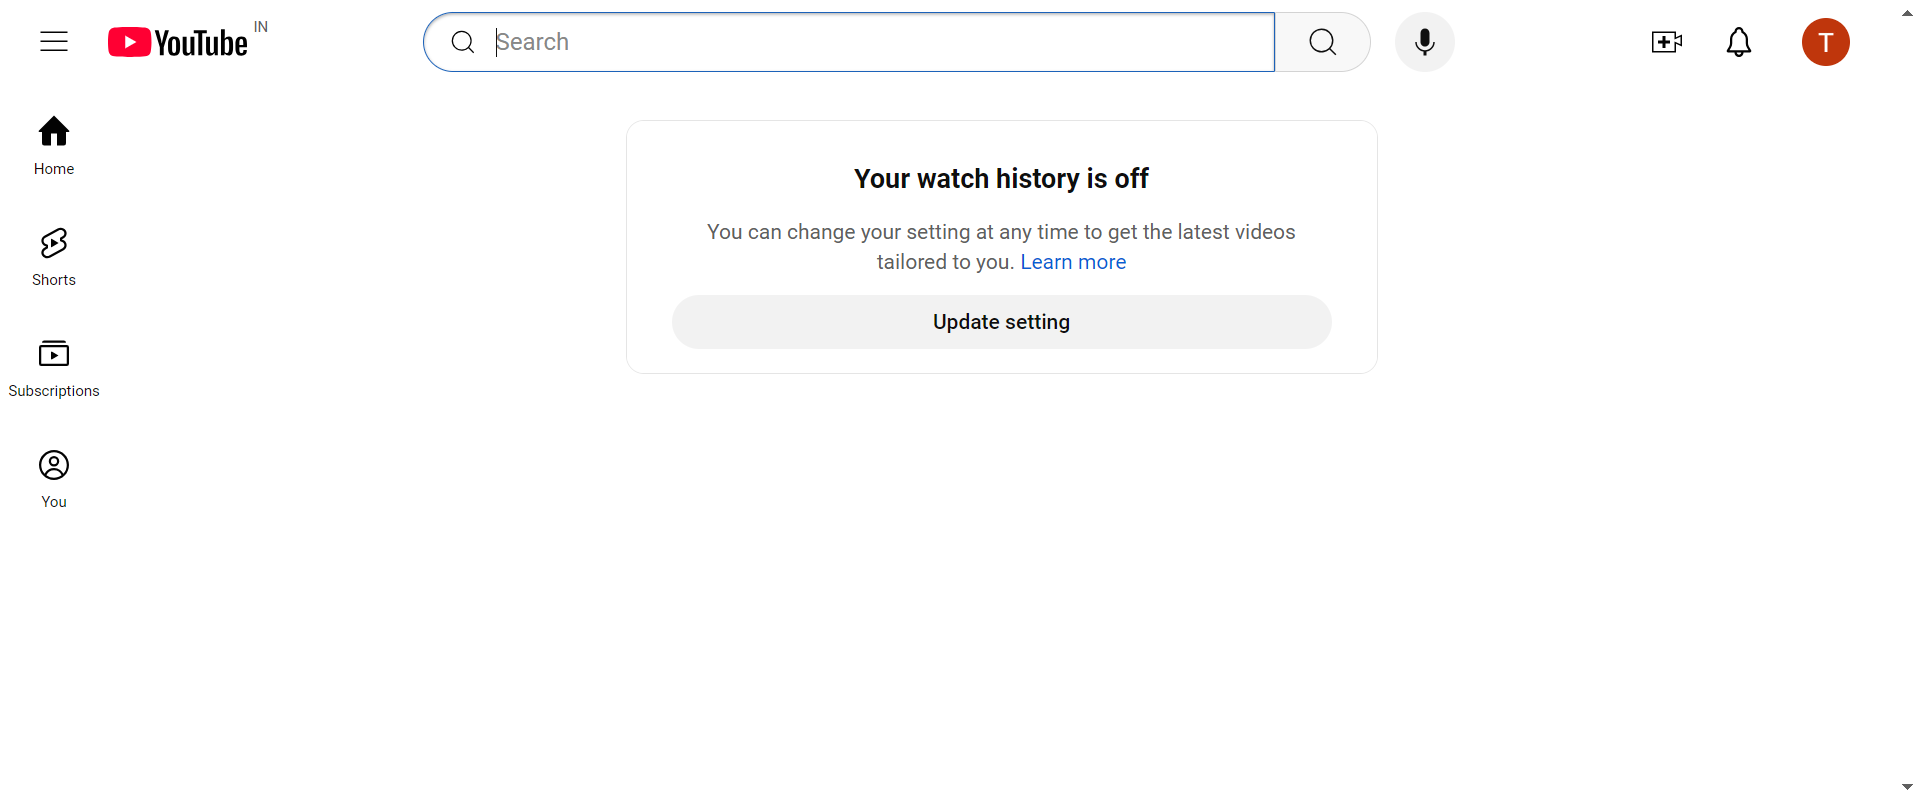 YouTube IN
Search
T
Home
Shorts
Subscriptions
You
Your watch history is off
You can change your setting at any time to get the latest videos
tailored to you. Learn more
Update setting